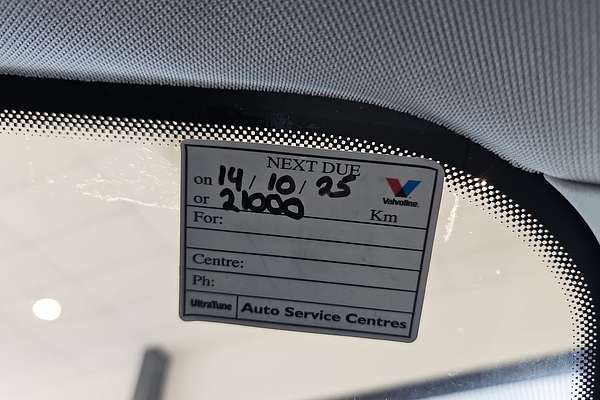 NEXT DUE
on 14/10/25
Valvoline
or 21000 Km
For:
Centre:
Ph:
UltraTune Auto Service Centres